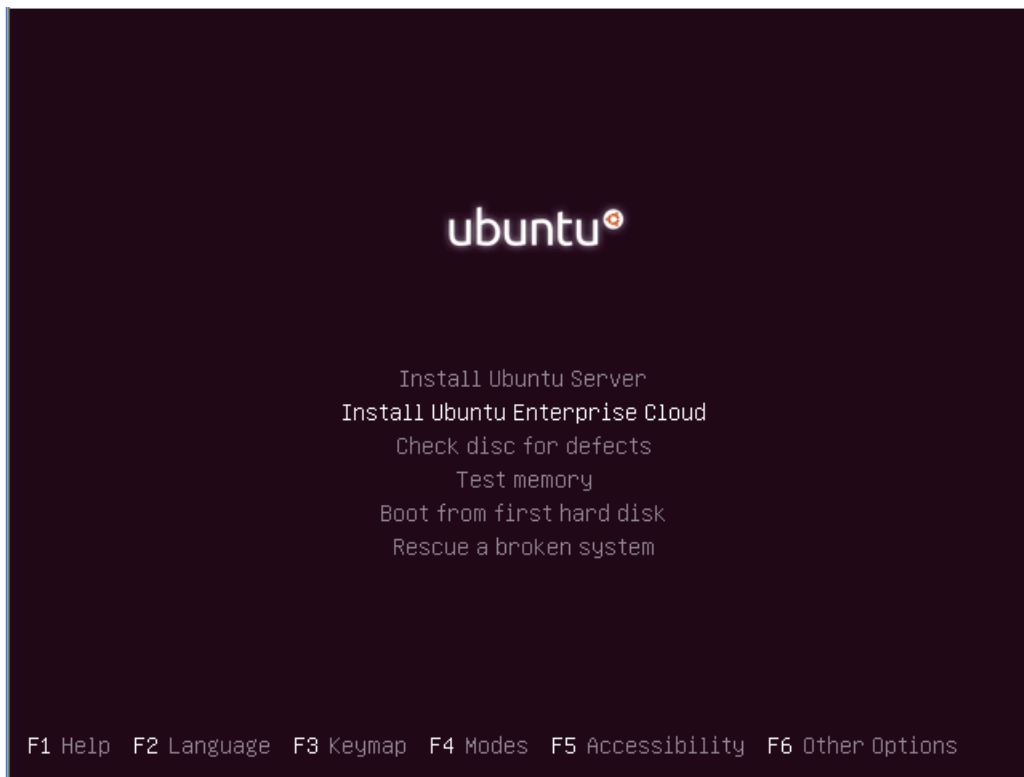 ubuntu
Install Ubuntu Server
Install Ubuntu Enterprise Cloud
Check disc for defects
Test memory
Boot from first hard disk
Rescue a broken system
F1 Help F2 Language F3 Keymap F4 Modes F5 Accessibility F6 Other Options